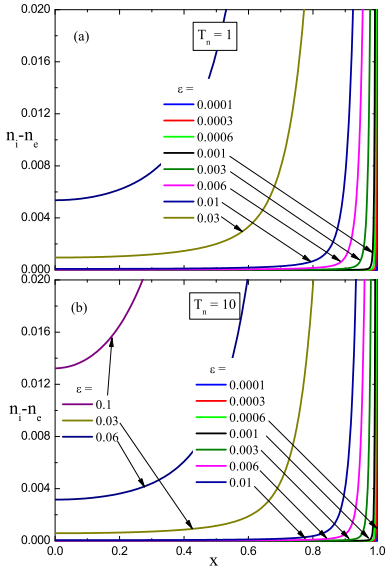 0.020
(a)
T_n = 1
0.016
ε =
0.0001
0.012
0.0003
0.0006
n_i-n_e
0.008
0.001
0.003
0.006
0.004
0.01
0.03
0.000
0.020
(b)
T_n = 10
0.016
0.012
ε =
ε =
0.1
0.0001
n_i-n_e
0.03
0.0003
0.008
0.06
0.0006
0.001
0.003
0.004
0.006
0.01
0.000
0.0 0.2 0.4 0.6 0.8 1.0
x